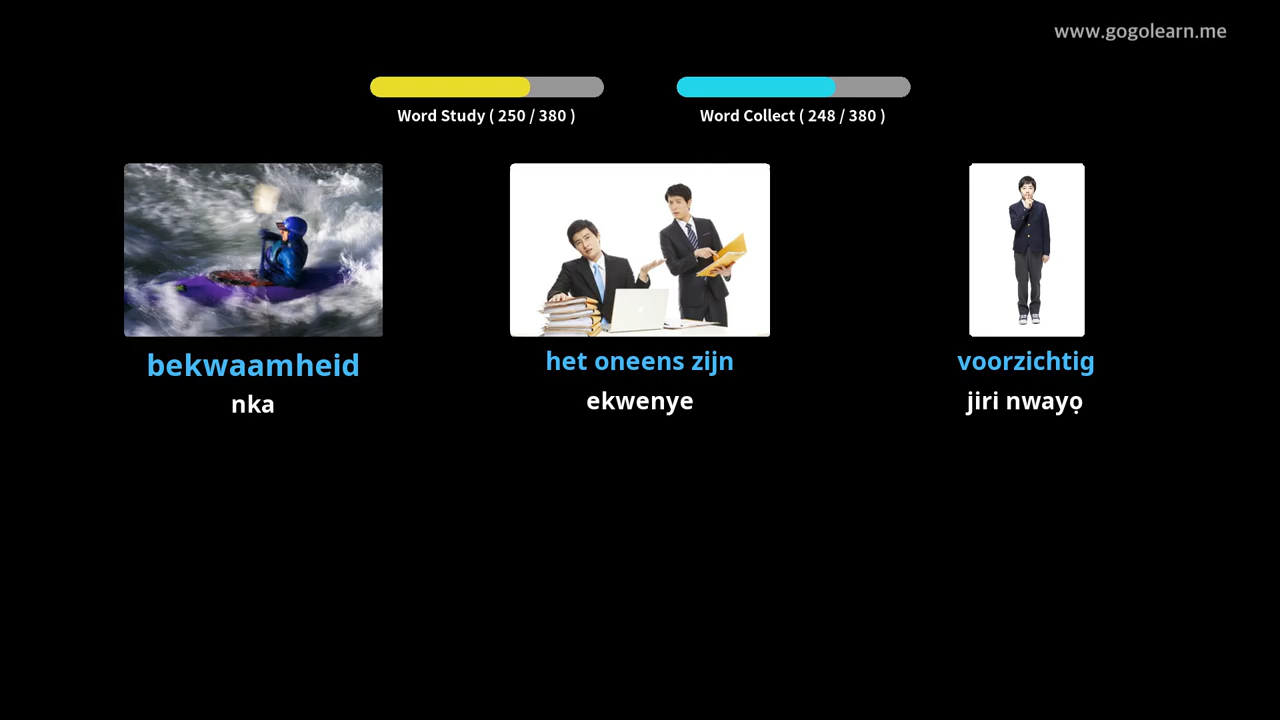 www.gogolearn.me
Word Study ( 250 / 380 )
Word Collect ( 248 / 380 )
bekwaamheid
nka
het oneens zijn
ekwenye
voorzichtig
jiri nwayọ